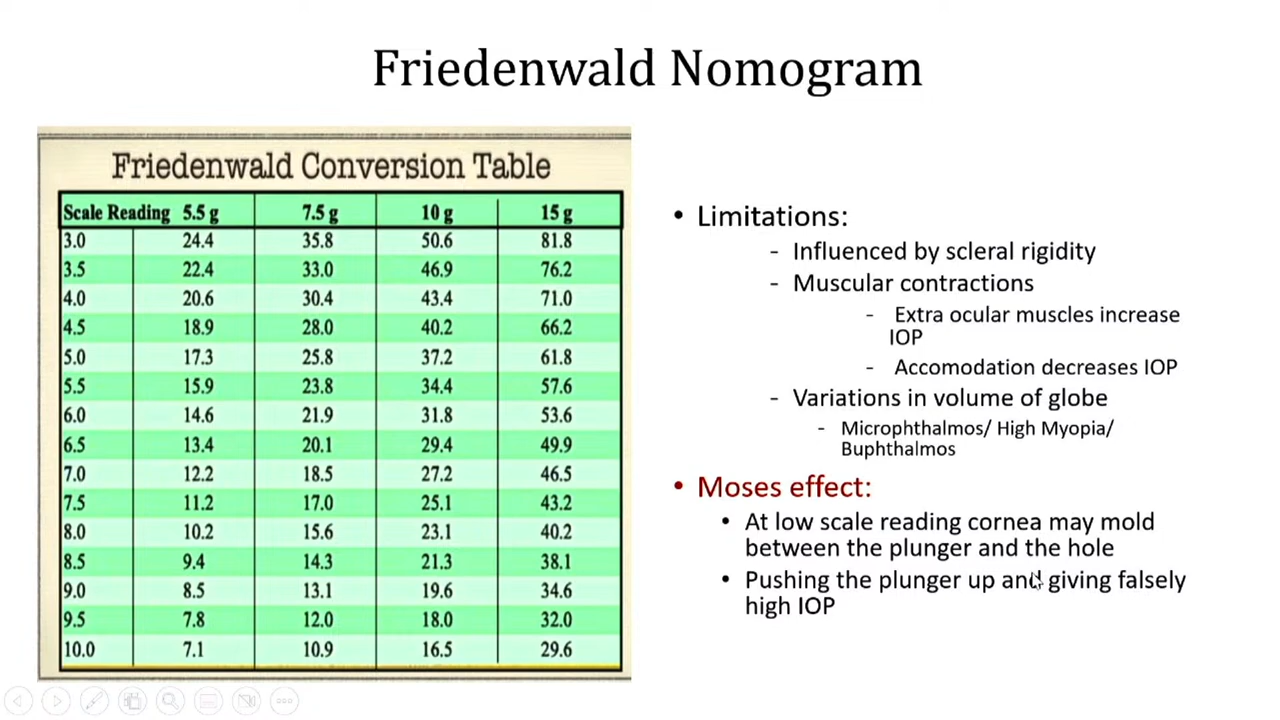 Friedenwald Nomogram
Friedenwald Conversion Table
Scale Reading 5.5 g 7.5 g 10 g 15 g
3.0 24.4 35.8 50.6 81.8
3.5 22.4 33.0 46.9 76.2
4.0 20.6 30.4 43.4 71.0
4.5 18.9 28.0 40.2 66.2
5.0 17.3 25.8 37.2 61.8
5.5 15.9 23.8 34.4 57.6
6.0 14.6 21.9 31.8 53.6
6.5 13.4 20.1 29.4 49.9
7.0 12.2 18.5 27.2 46.5
7.5 11.2 17.0 25.1 43.2
8.0 10.2 15.6 23.1 40.2
8.5 9.4 14.3 21.3 38.1
9.0 8.5 13.1 19.6 34.6
9.5 7.8 12.0 18.0 32.0
10.0 7.1 10.9 16.5 29.6
• Limitations:
- Influenced by scleral rigidity
- Muscular contractions
- Extra ocular muscles increase
IOP
- Accomodation decreases IOP
- Variations in volume of globe
- Microphthalmos/ High Myopia/
Buphthalmos
• Moses effect:
• At low scale reading cornea may mold
between the plunger and the hole
• Pushing the plunger up and giving falsely
high IOP